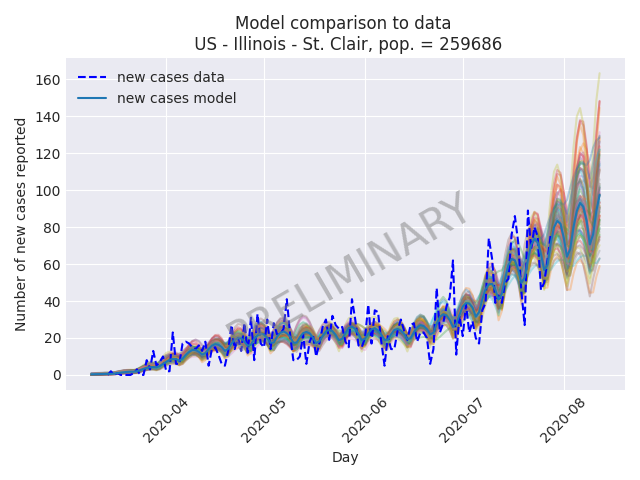 Model comparison to data
US - Illinois - St. Clair, pop. = 259686
new cases data
new cases model
PRELIMINARY
Number of new cases reported
160
140
120
100
80
60
40
20
0
2020-04
2020-05
2020-06
2020-07
2020-08
Day